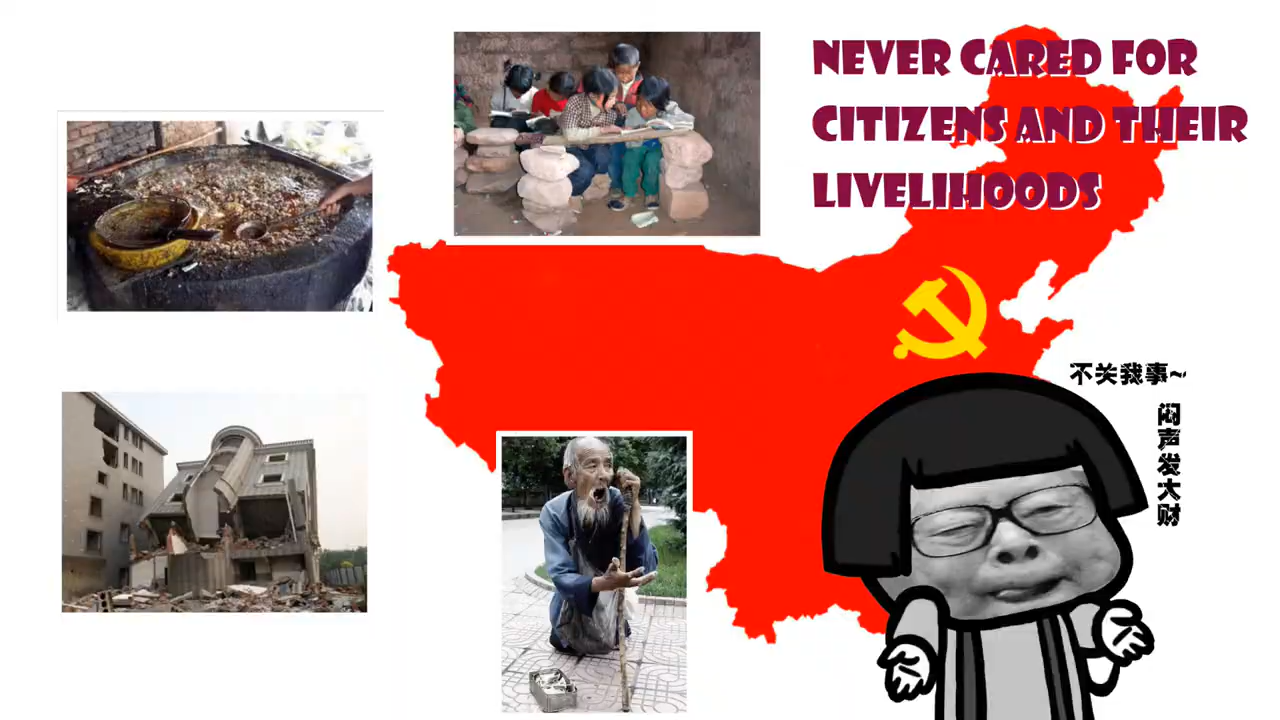 NEVER CARED FOR
CITIZENS AND THEIR
LIVELIHOODS
不关我事~
闷声发大财